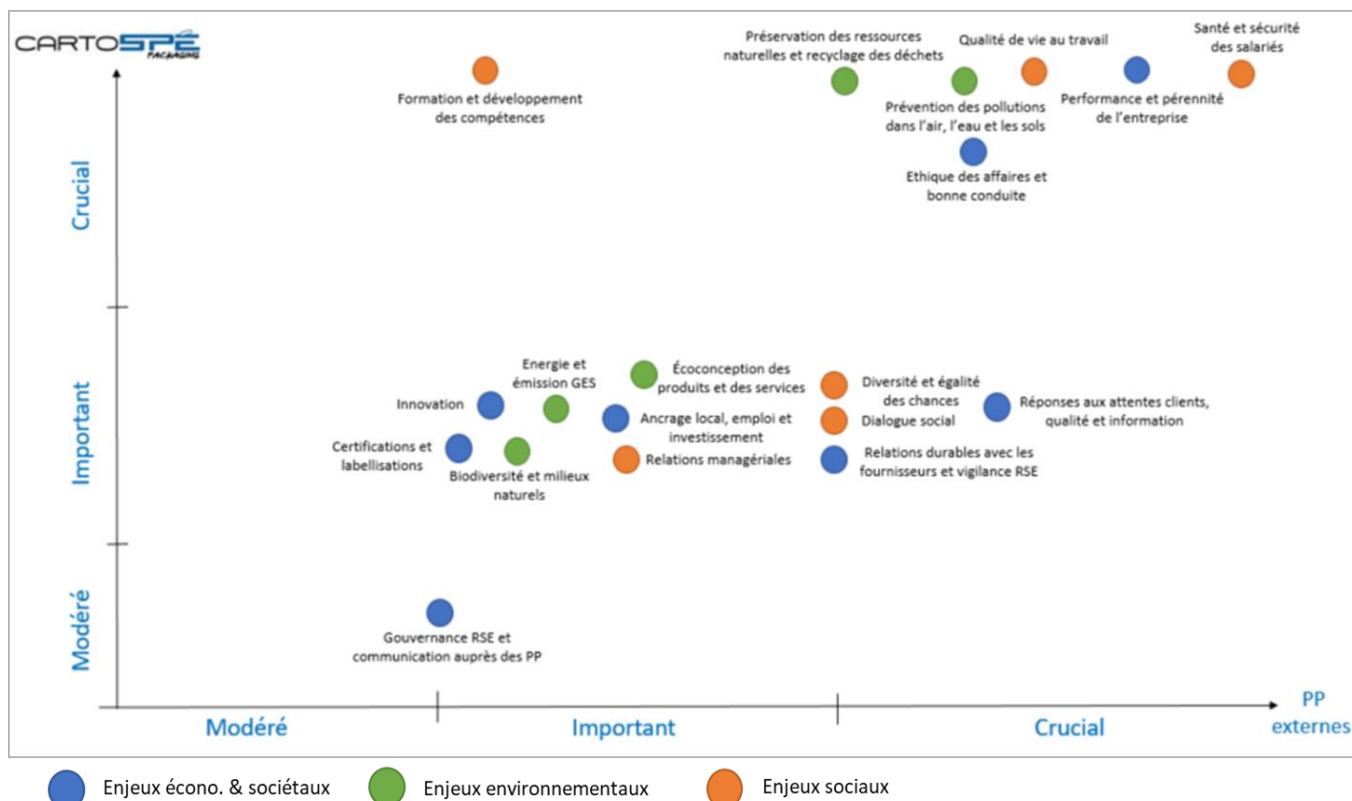 CARTOSPÉ
PACKAGING
Préservation des ressources
naturelles et recyclage des déchets
Qualité de vie au travail
Santé et sécurité
des salariés
Formation et développement
des compétences
Prévention des pollutions
dans l'air, l'eau et les sols
Performance et pérennité
de l'entreprise
Ethique des affaires et
bonne conduite
Crucial
Energie et
émission GES
Écoconception des
produits et des services
Diversité et égalité
des chances
Innovation
Réponses aux attentes clients,
qualité et information
Ancrage local, emploi et
investissement
Dialogue social
Certifications et
labellisations
Relations managériales
Relations durables avec les
fournisseurs et vigilance RSE
Biodiversité et milieux
naturels
Important
Gouvernance RSE et
communication auprès des PP
Modéré
Modéré
Important
Crucial
PP
externes
Enjeux écono. & sociétaux
Enjeux environnementaux
Enjeux sociaux